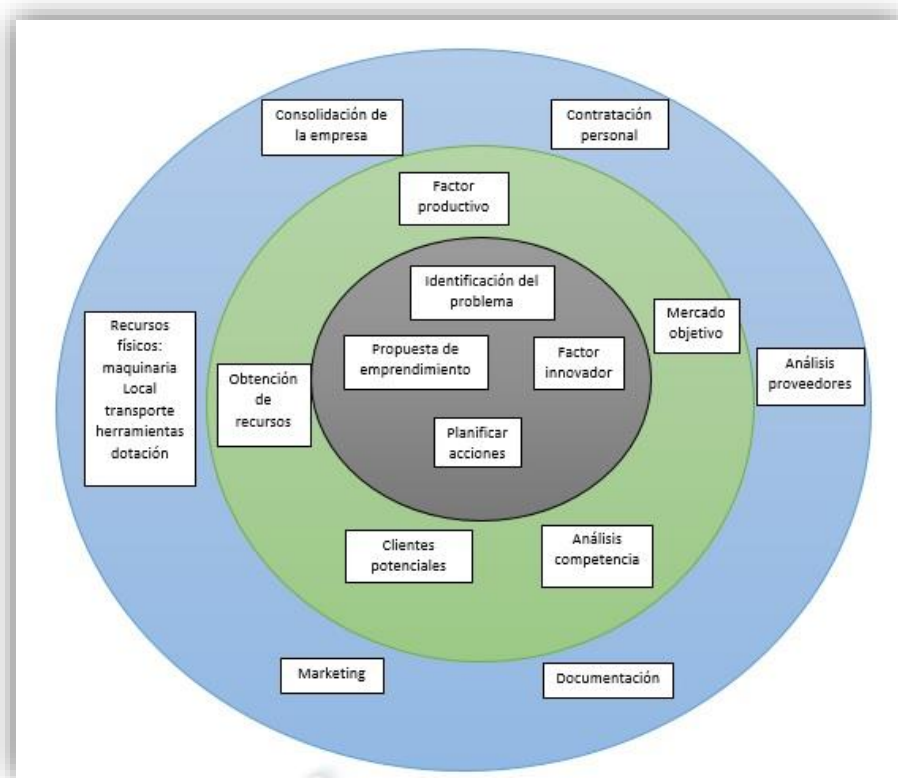 Consolidación de
la empresa
Contratación
personal
Factor
productivo
Identificación del
problema
Mercado
objetivo
Recursos
físicos:
maquinaria
Local
transporte
herramientas
dotación
Propuesta de
emprendimiento
Factor
innovador
Análisis
proveedores
Obtención
de
recursos
Planificar
acciones
Clientes
potenciales
Análisis
competencia
Marketing
Documentación